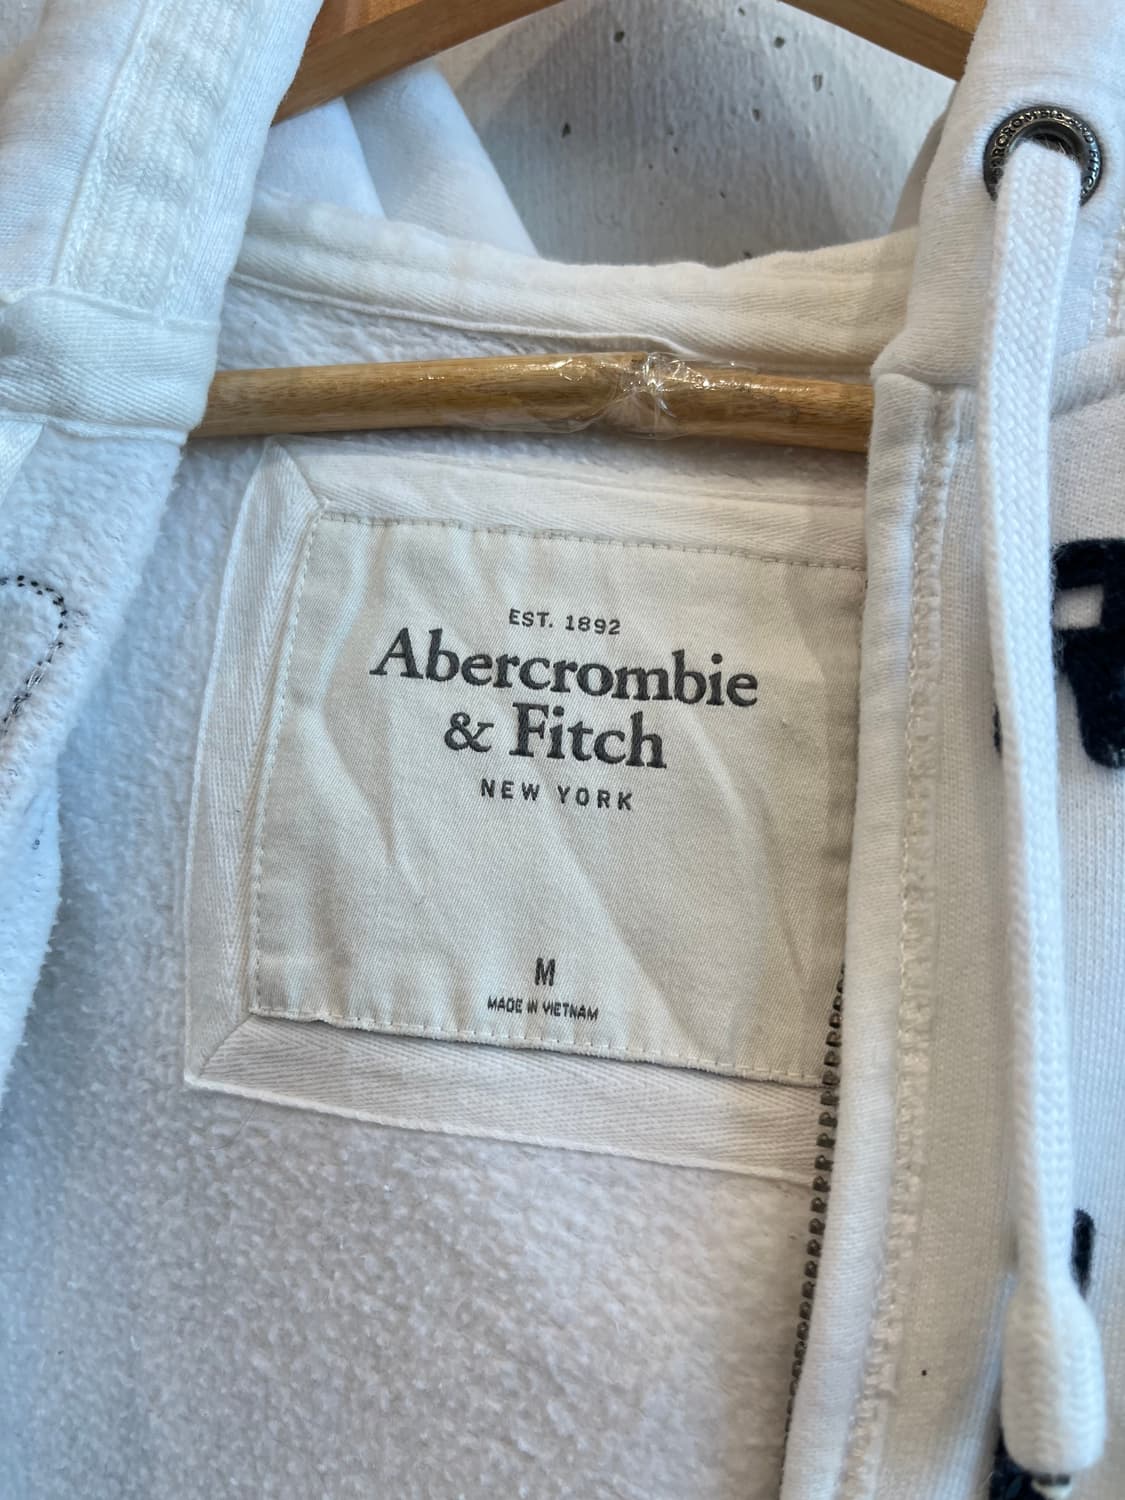 EST. 1892
Abercrombie
& Fitch
NEW YORK
M
MADE IN VIETNAM